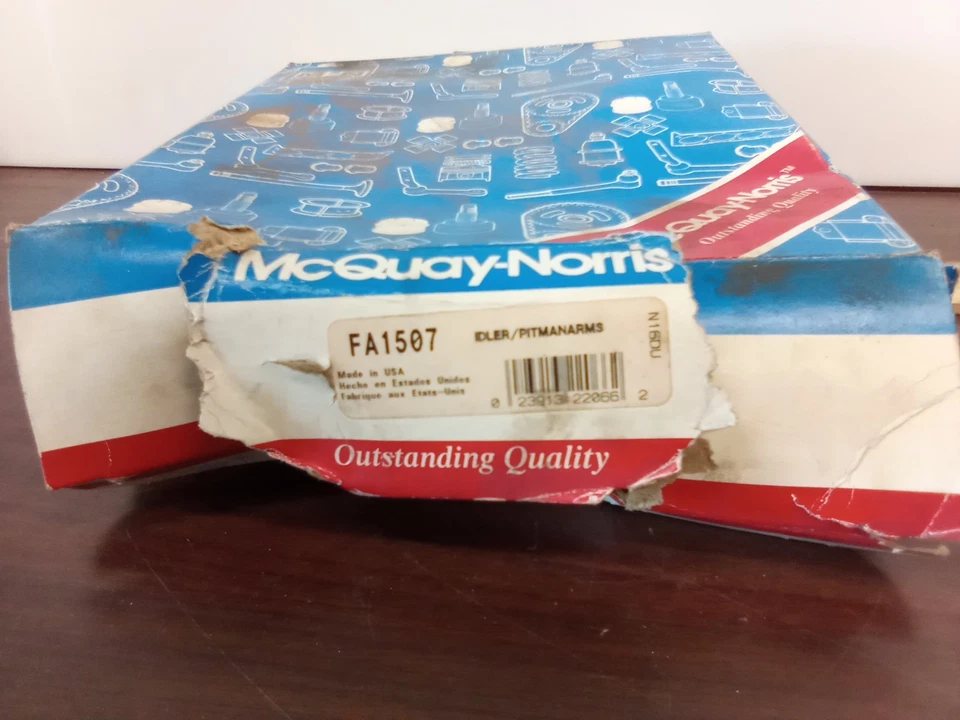 McQuay-Norris™
Outstanding Quality
McQuay-Norris
FA1507
IDLER/PITMANARMS
N16DU
Made in USA
Hecho en Estados Unidos
Fabrique aux Etats-Unis
0 23913 22066 2
Outstanding Quality